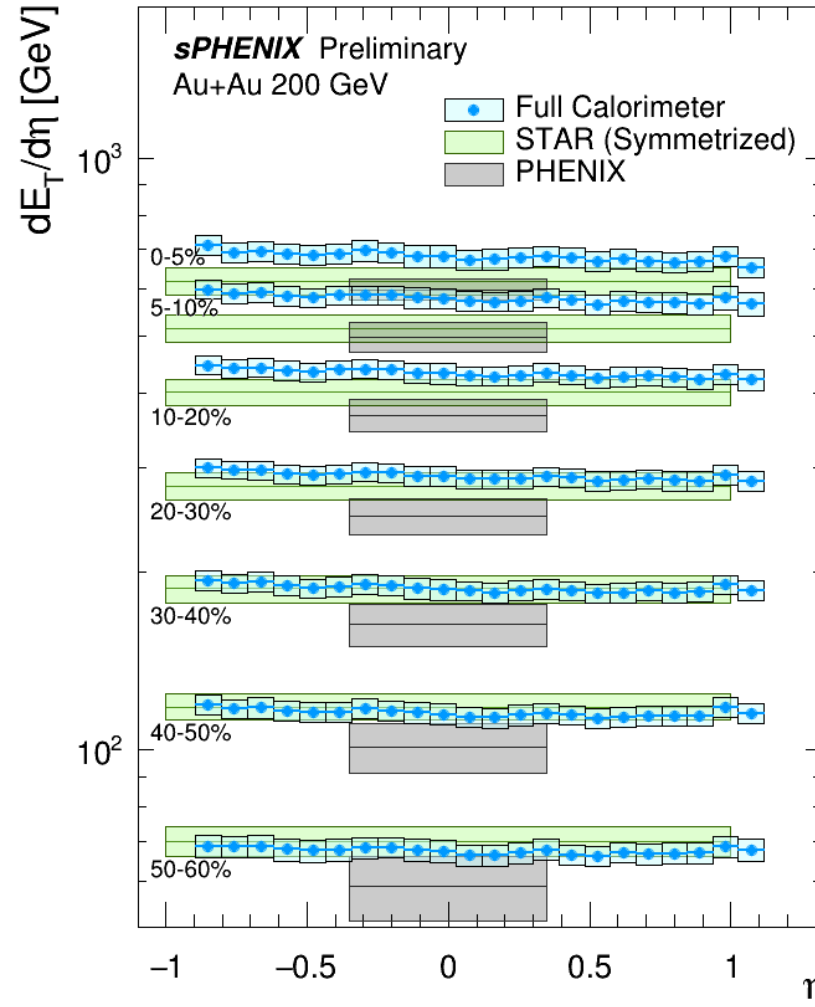 dE_T/dη [GeV]
sPHENIX Preliminary
Au+Au 200 GeV
Full Calorimeter
STAR (Symmetrized)
PHENIX
10³
0-5%
5-10%
10-20%
20-30%
30-40%
10²
40-50%
50-60%
−1 −0.5 0 0.5 1
η